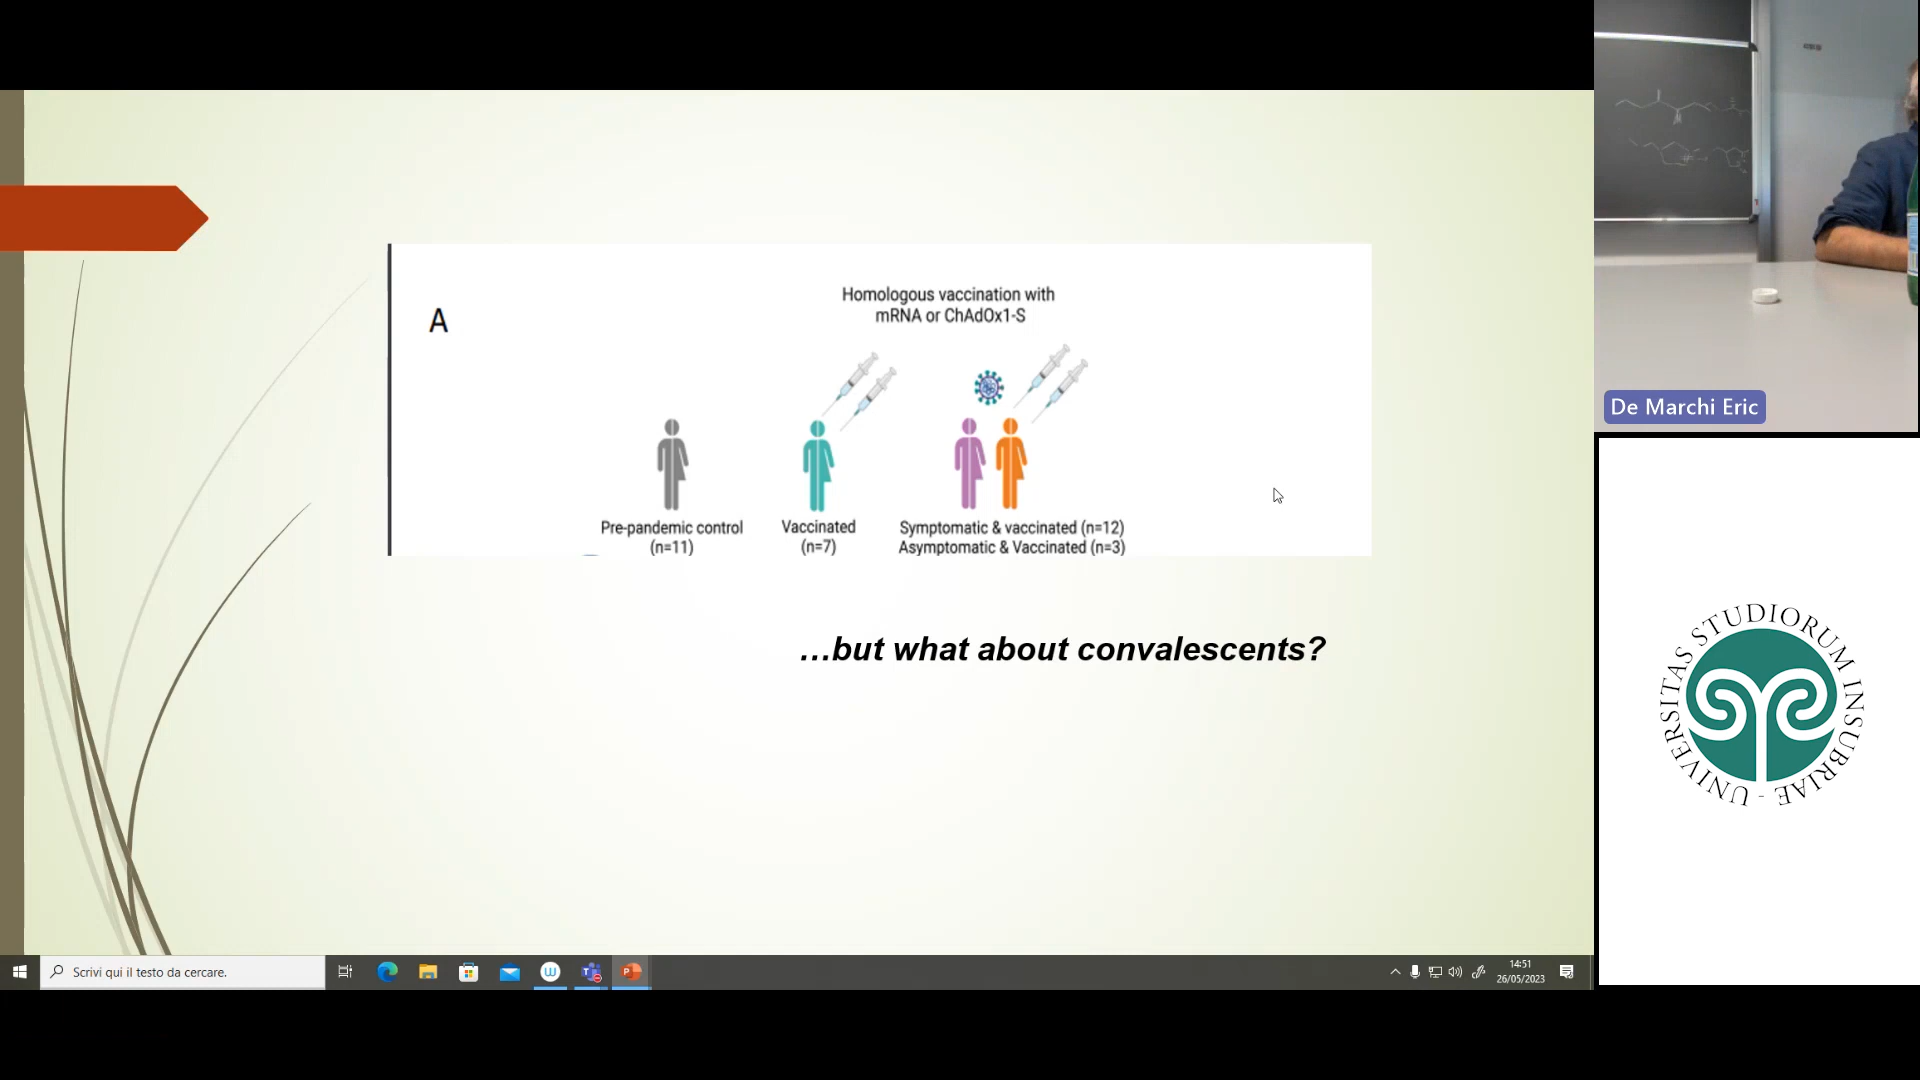 A
Homologous vaccination with
mRNA or ChAdOx1-S
Pre-pandemic control
(n=11)
Vaccinated
(n=7)
Symptomatic & vaccinated (n=12)
Asymptomatic & Vaccinated (n=3)
...but what about convalescents?
De Marchi Eric
UNIVERSITAS STUDIORUM INSUBRIAE -
Scrivi qui il testo da cercare.
14:51
26/05/2023